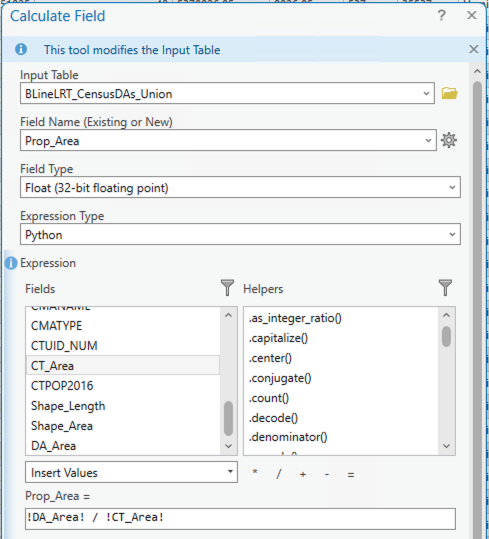 Calculate Field ? ×
This tool modifies the Input Table ×
Input Table
BLineLRT_CensusDAs_Union
Field Name (Existing or New)
Prop_Area
Field Type
Float (32-bit floating point)
Expression Type
Python
Expression
Fields
Helpers
CMANAME
CMATYPE
CTUID_NUM
CT_Area
CTPOP2016
Shape_Length
Shape_Area
DA_Area
.as_integer_ratio()
.capitalize()
.center()
.conjugate()
.count()
.decode()
.denominator()
Insert Values
* / + - =
Prop_Area =
!DA_Area! / !CT_Area!